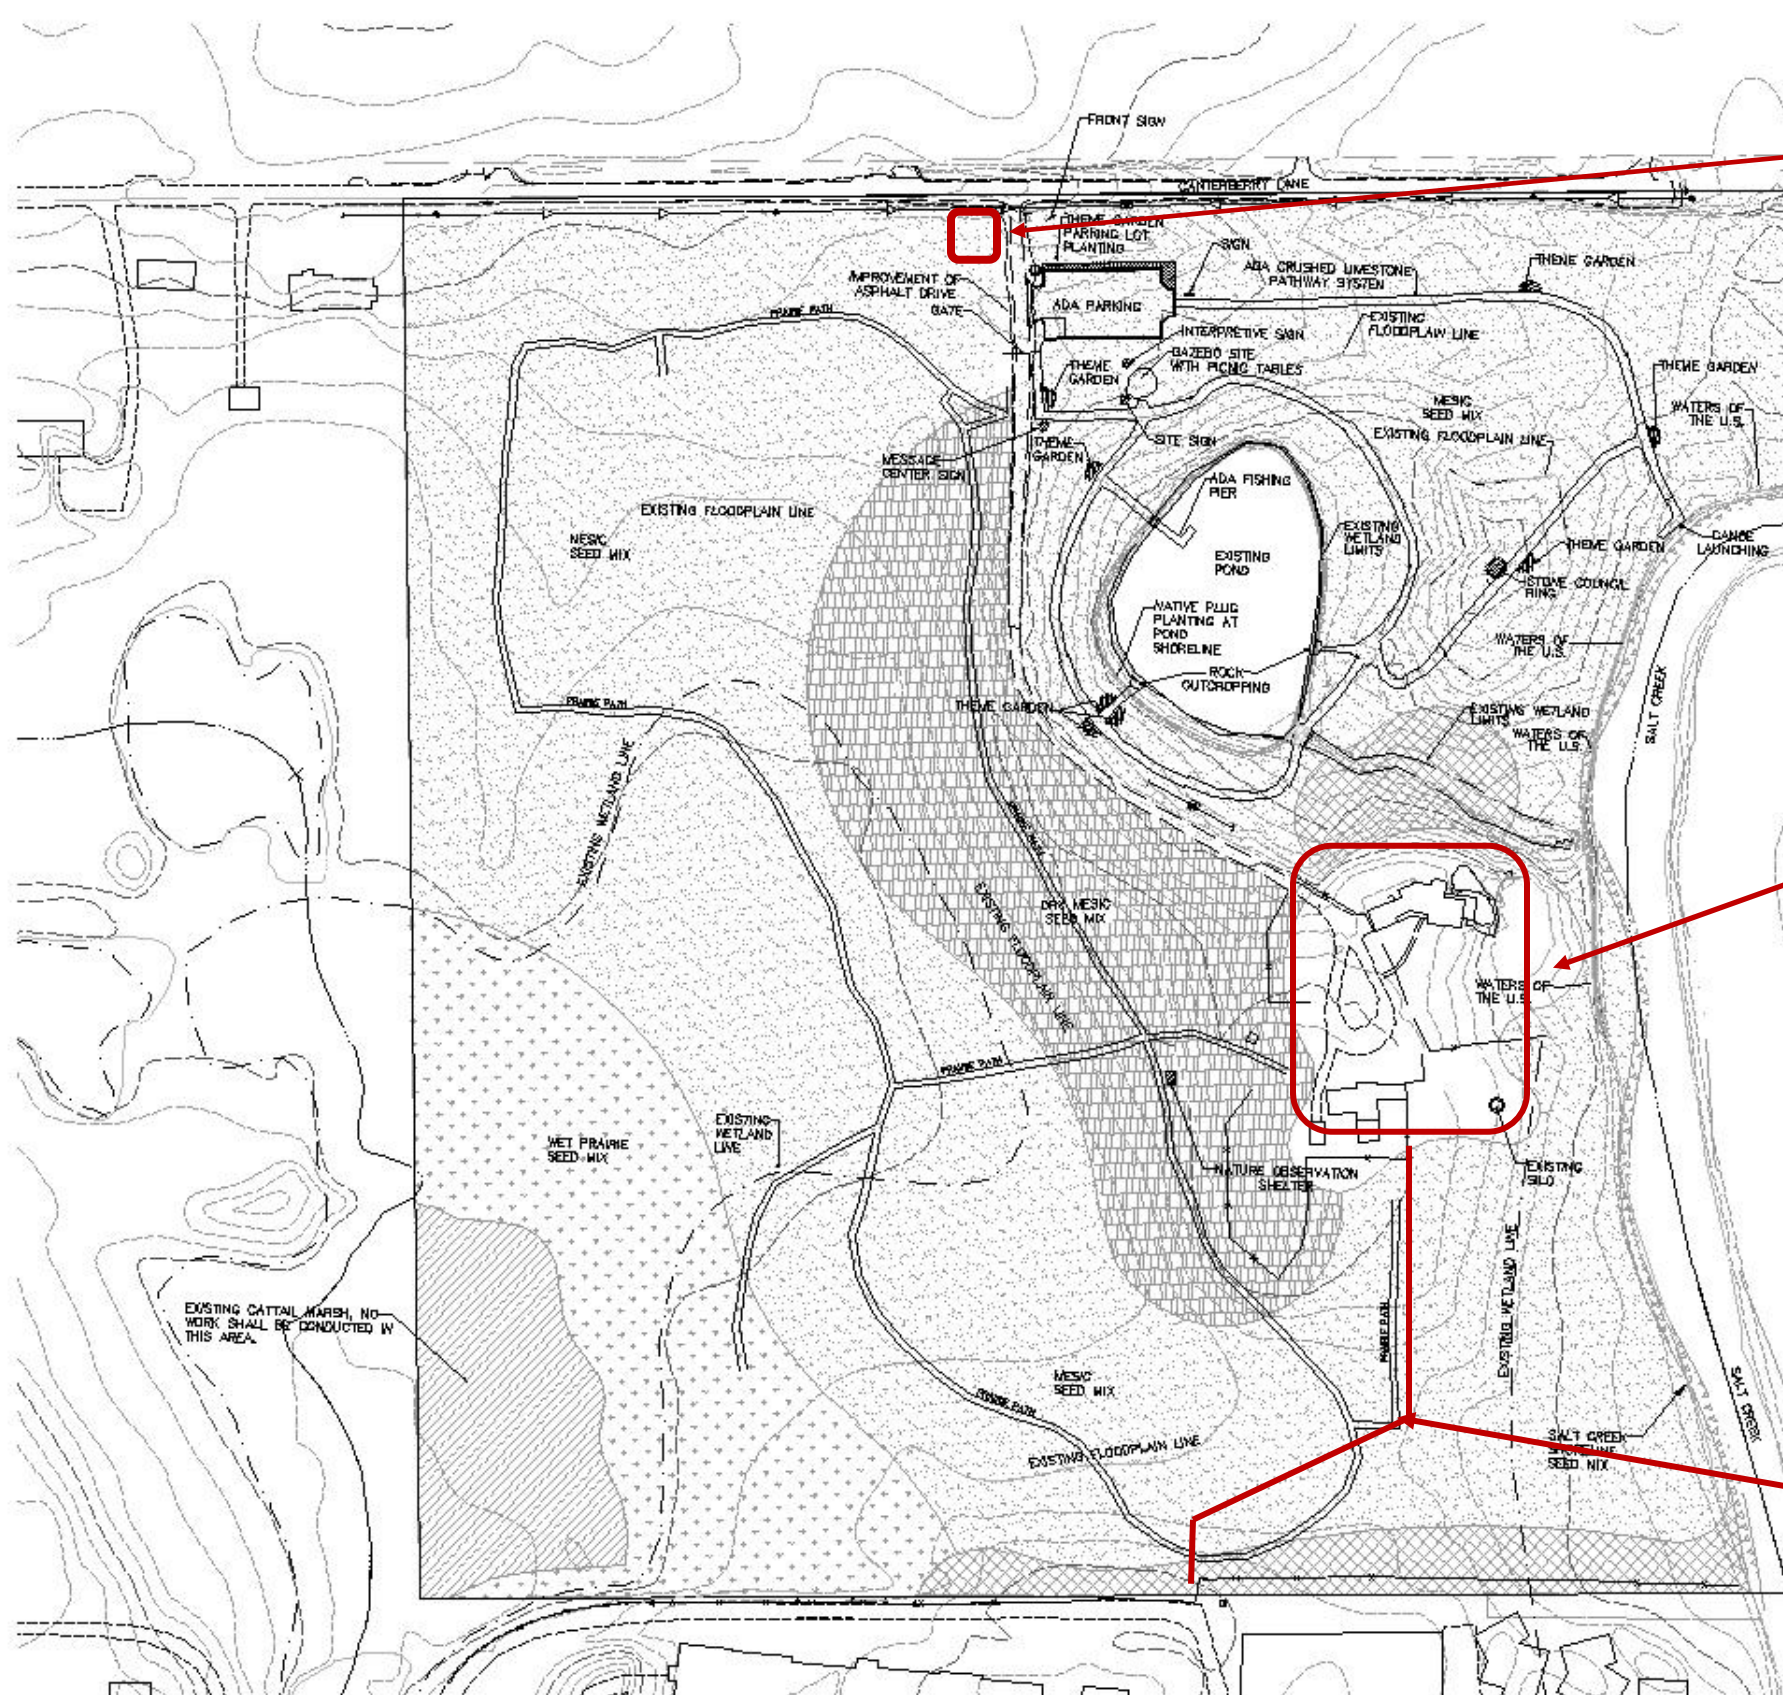 FRONT SIGN
CANTERBERRY LANE
THEME GARDEN
PARKING LOT
PLANTING
SIGN
ADA CRUSHED LIMESTONE
PATHWAY SYSTEM
THEME GARDEN
IMPROVEMENT OF
ASPHALT DRIVE
GATE
ADA PARKING
PRAIRIE PATH
EXISTING
FLOODPLAIN LINE
INTERPRETIVE SIGN
GAZEBO SITE
WITH PICNIC TABLES
THEME
GARDEN
THEME GARDEN
MESIC
SEED MIX
WATERS OF
THE U.S.
EXISTING FLOODPLAIN LINE
SITE SIGN
THEME
GARDEN
MESSAGE
CENTER SIGN
ADA FISHING
PIER
EXISTING FLOODPLAIN LINE
MESIC
SEED MIX
EXISTING
WETLAND
LIMITS
EXISTING
POND
CANOE
LAUNCHING
THEME GARDEN
STONE COUNCIL
RING
NATIVE PLUG
PLANTING AT
POND
SHORELINE
WATERS OF
THE U.S.
ROCK
OUTCROPPING
SALT CREEK
PRAIRIE PATH
THEME GARDEN
EXISTING WETLAND
LIMITS
WATERS OF
THE U.S.
EXISTING WETLAND LINE
PRAIRIE PATH
DRY MESIC
SEED MIX
EXISTING FLOODPLAIN LINE
WATERS OF
THE U.S.
PRAIRIE PATH
EXISTING
WETLAND
LINE
WET PRAIRIE
SEED MIX
NATURE OBSERVATION
SHELTER
EXISTING
SILO
EXISTING WETLAND LINE
EXISTING CATTAIL MARSH, NO
WORK SHALL BE CONDUCTED IN
THIS AREA.
PRAIRIE PATH
MESIC
SEED MIX
PRAIRIE PATH
SALT CREEK
EXISTING FLOODPLAIN LINE
SALT CREEK
SHORELINE
SEED MIX